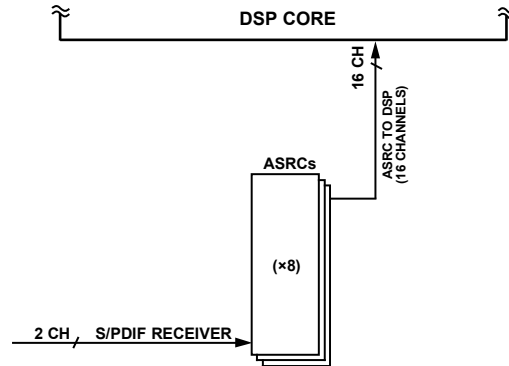 DSP CORE
16 CH
ASRC TO DSP
(16 CHANNELS)
ASRCs
(×8)
2 CH
S/PDIF RECEIVER